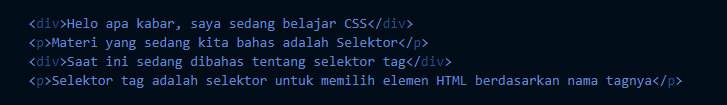 <div>Helo apa kabar, saya sedang belajar CSS</div>
<p>Materi yang sedang kita bahas adalah Selektor</p>
<div>Saat ini sedang dibahas tentang selektor tag</div>
<p>Selektor tag adalah selektor untuk memilih elemen HTML berdasarkan nama tagnya</p>